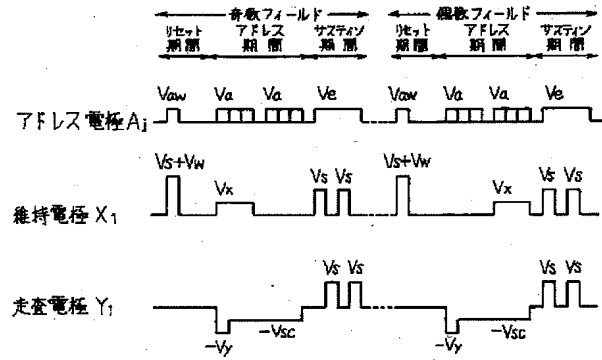 奇数フィールド 偶数フィールド
リセット期間 アドレス期間 サスティン期間 リセット期間 アドレス期間 サスティン期間
アドレス電極Aj Vaw Va Va Ve Vaw Va Va Ve
維持電極X1 Vs+Vw Vx Vs Vs Vs+Vw Vx Vs Vs
走査電極Y1 Vs Vs Vs Vs
-Vy -Vsc -Vy -Vsc